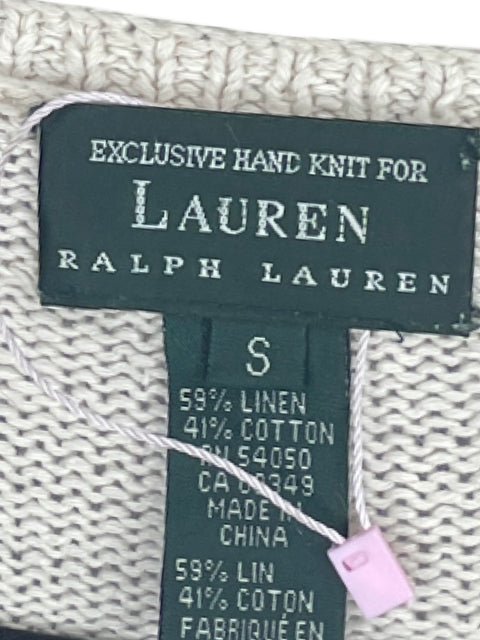 EXCLUSIVE HAND KNIT FOR
LAUREN
RALPH LAUREN
S
59% LINEN
41% COTTON
RN 54050
CA
MADE IN
CHINA
59% LIN
41% COTON
FABRIQUÉ EN